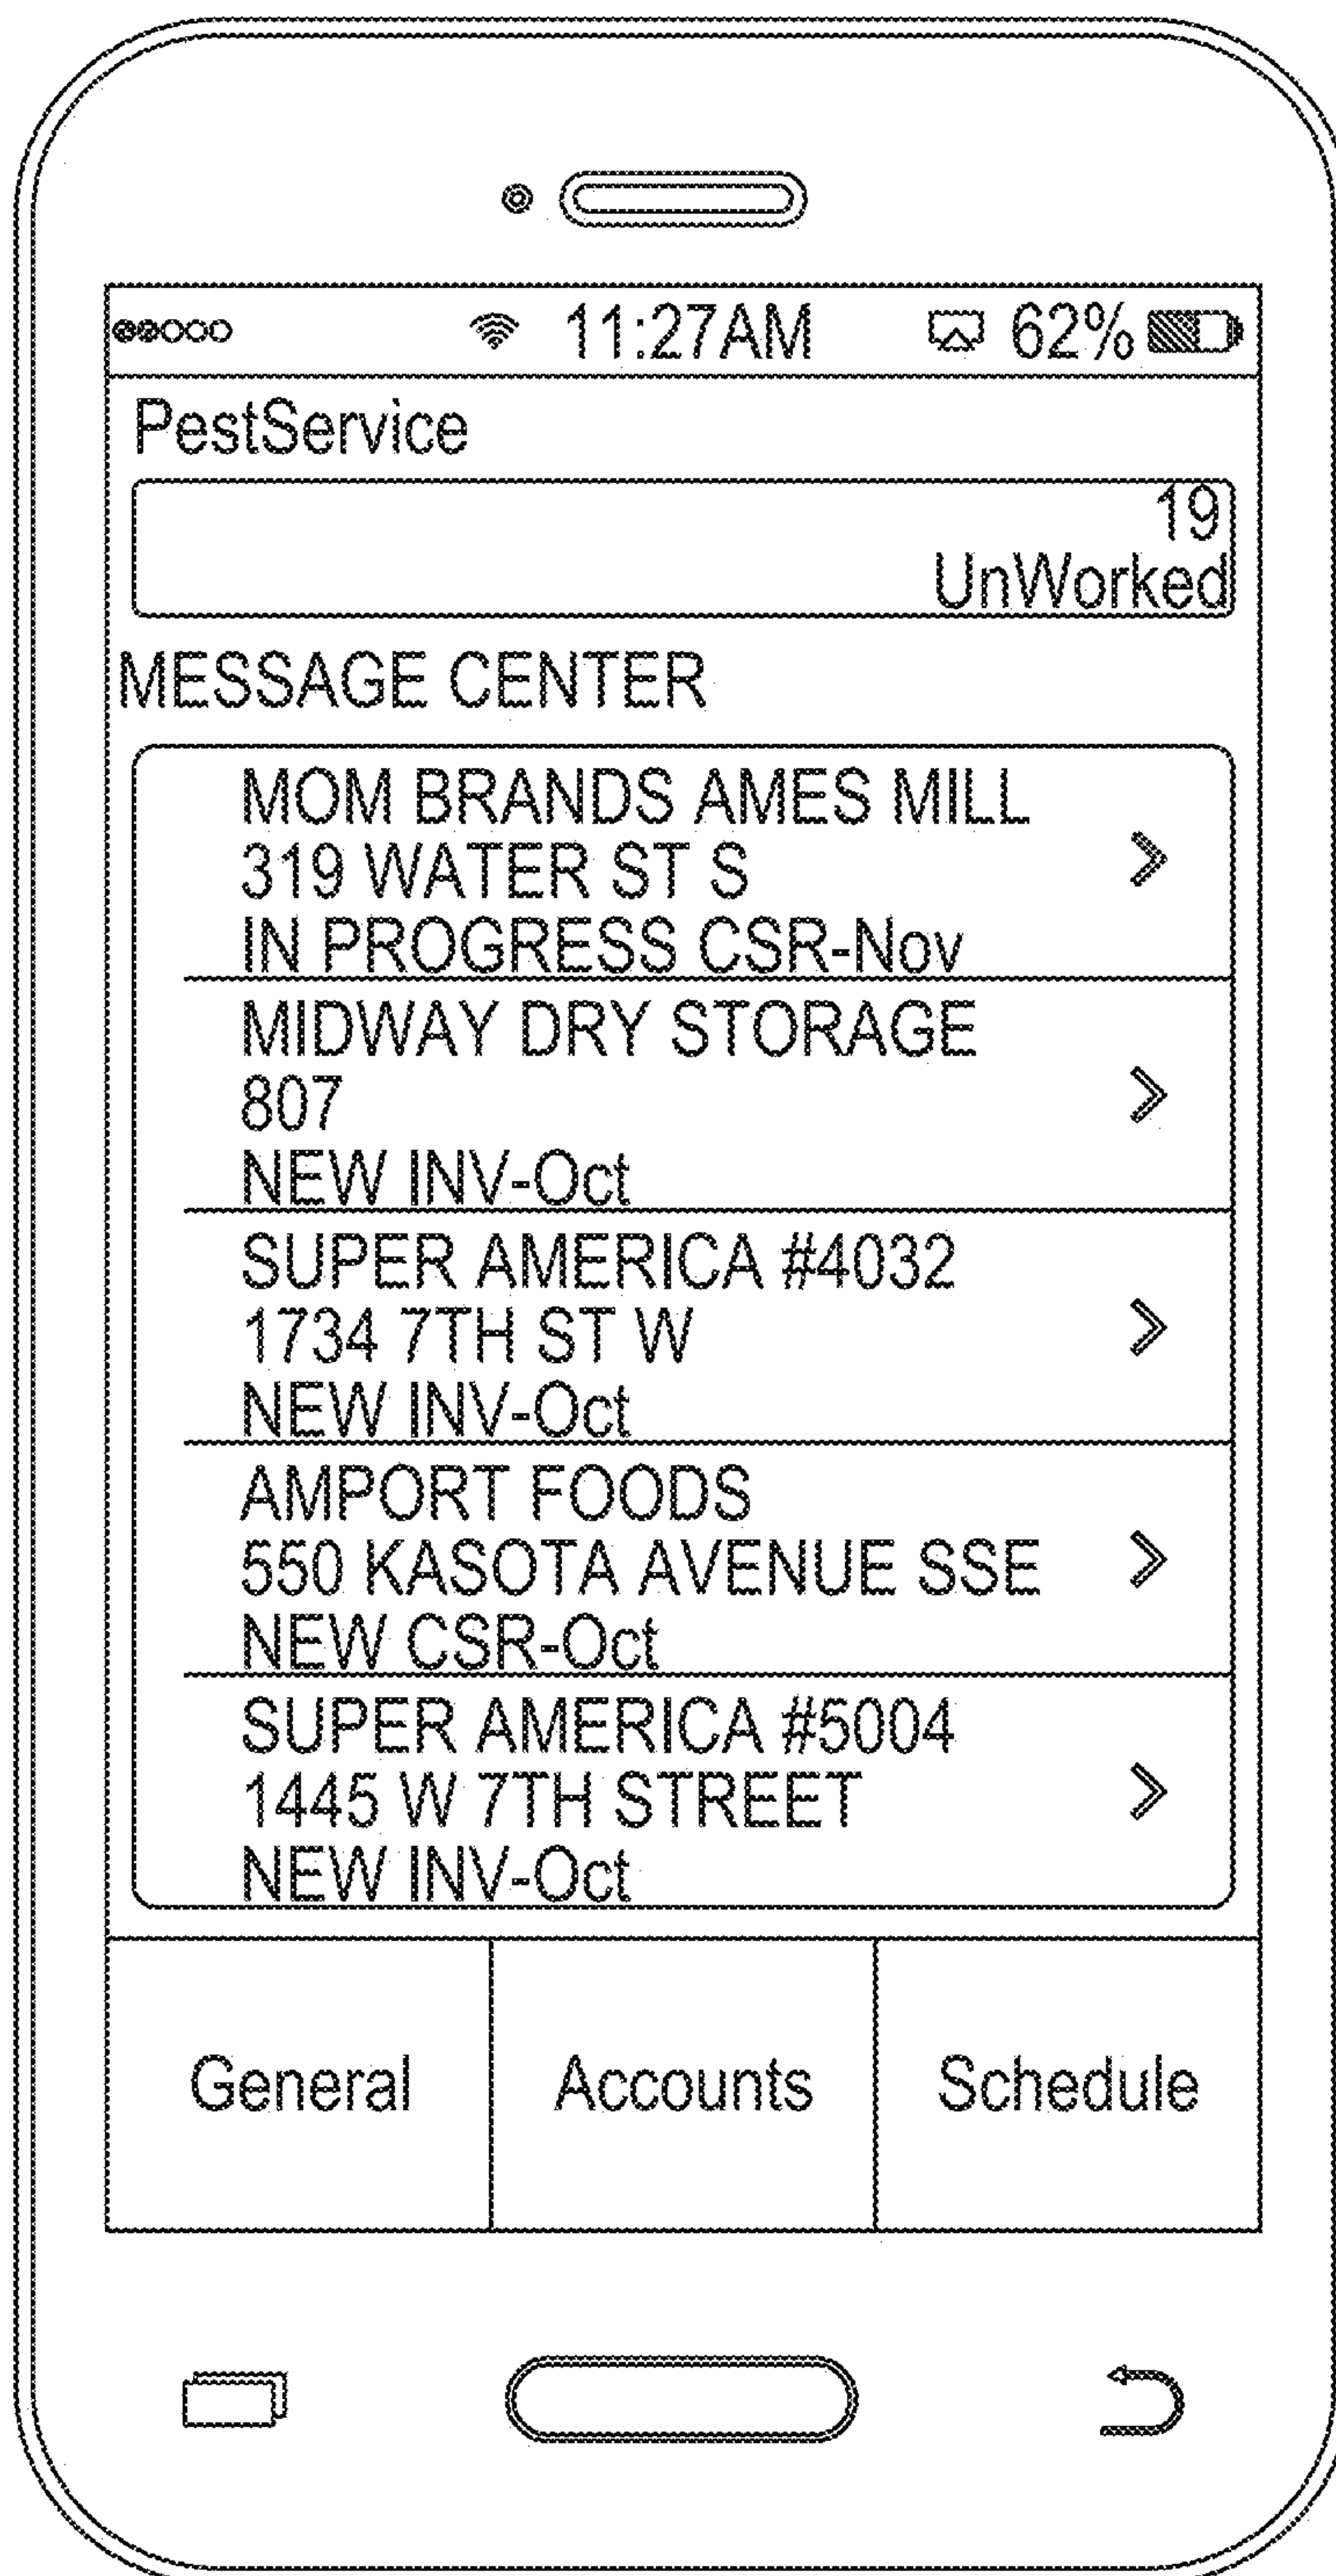 11:27AM 62%
PestService
19
UnWorked
MESSAGE CENTER
MOM BRANDS AMES MILL
319 WATER ST S
IN PROGRESS CSR-Nov
MIDWAY DRY STORAGE
807
NEW INV-Oct
SUPER AMERICA #4032
1734 7TH ST W
NEW INV-Oct
AMPORT FOODS
550 KASOTA AVENUE SSE
NEW CSR-Oct
SUPER AMERICA #5004
1445 W 7TH STREET
NEW INV-Oct
General Accounts Schedule